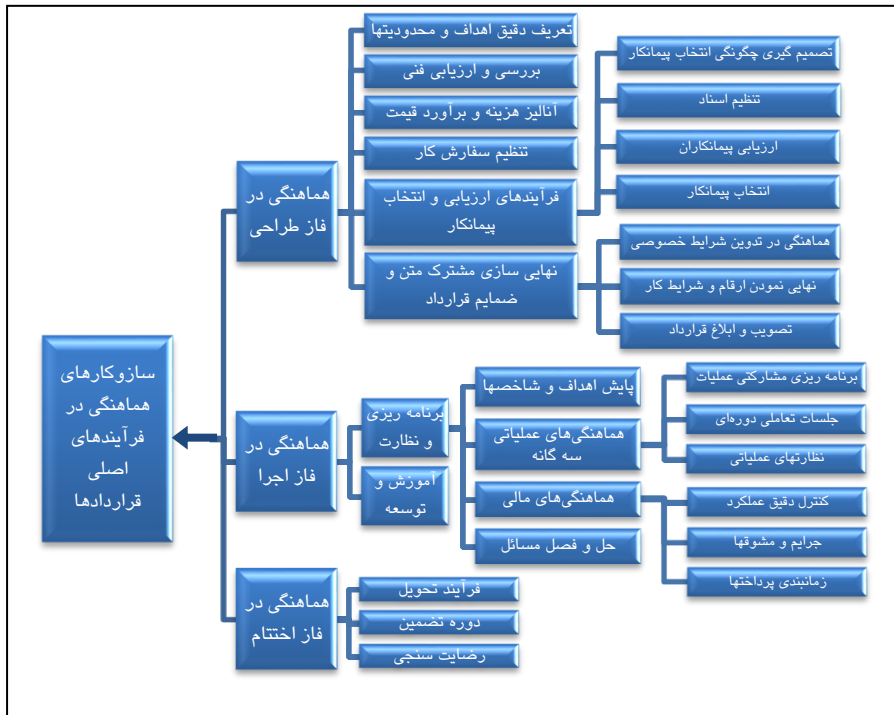 سازوکارهای
هماهنگی در
فرآیندهای
اصلی
قراردادها
هماهنگی در
فاز طراحی
تعریف دقیق اهداف و محدودیتها
بررسی و ارزیابی فنی
آنالیز هزینه و برآورد قیمت
تنظیم سفارش کار
فرآیندهای ارزیابی و انتخاب
پیمانکار
تصمیم گیری چگونگی انتخاب پیمانکار
تنظیم اسناد
ارزیابی پیمانکاران
انتخاب پیمانکار
نهایی سازی مشترک متن و
ضمایم قرارداد
هماهنگی در تدوین شرایط خصوصی
نهایی نمودن ارقام و شرایط کار
تصویب و ابلاغ قرارداد
هماهنگی در
فاز اجرا
برنامه ریزی
و نظارت
پایش اهداف و شاخصها
هماهنگی‌های عملیاتی
سه گانه
برنامه ریزی مشارکتی عملیات
جلسات تعاملی دوره‌ای
نظارتهای عملیاتی
هماهنگی‌های مالی
کنترل دقیق عملکرد
جرایم و مشوقها
زمانبندی پرداختها
حل و فصل مسائل
آموزش و
توسعه
هماهنگی در
فاز اختتام
فرآیند تحویل
دوره تضمین
رضایت سنجی